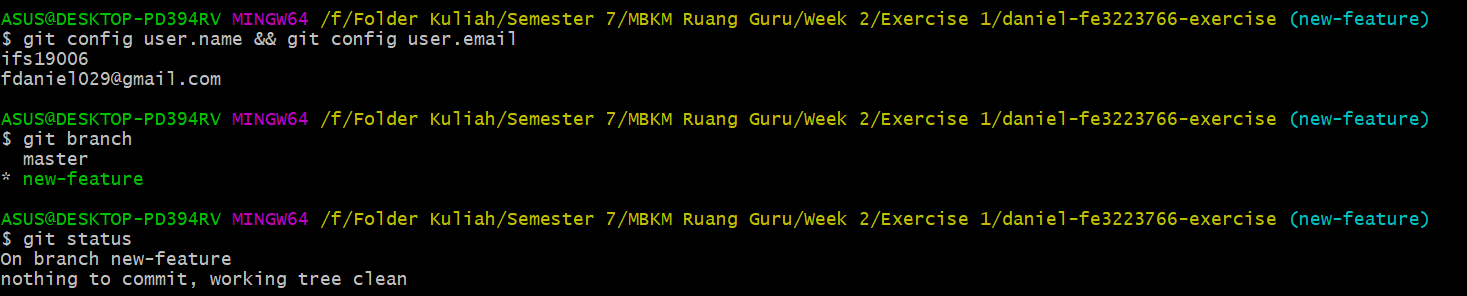 ASUS@DESKTOP-PD394RV MINGW64 /f/Folder Kuliah/Semester 7/MBKM Ruang Guru/Week 2/Exercise 1/daniel-fe3223766-exercise (new-feature)
$ git config user.name && git config user.email
ifs19006
fdaniel029@gmail.com
ASUS@DESKTOP-PD394RV MINGW64 /f/Folder Kuliah/Semester 7/MBKM Ruang Guru/Week 2/Exercise 1/daniel-fe3223766-exercise (new-feature)
$ git branch
  master
* new-feature
ASUS@DESKTOP-PD394RV MINGW64 /f/Folder Kuliah/Semester 7/MBKM Ruang Guru/Week 2/Exercise 1/daniel-fe3223766-exercise (new-feature)
$ git status
On branch new-feature
nothing to commit, working tree clean